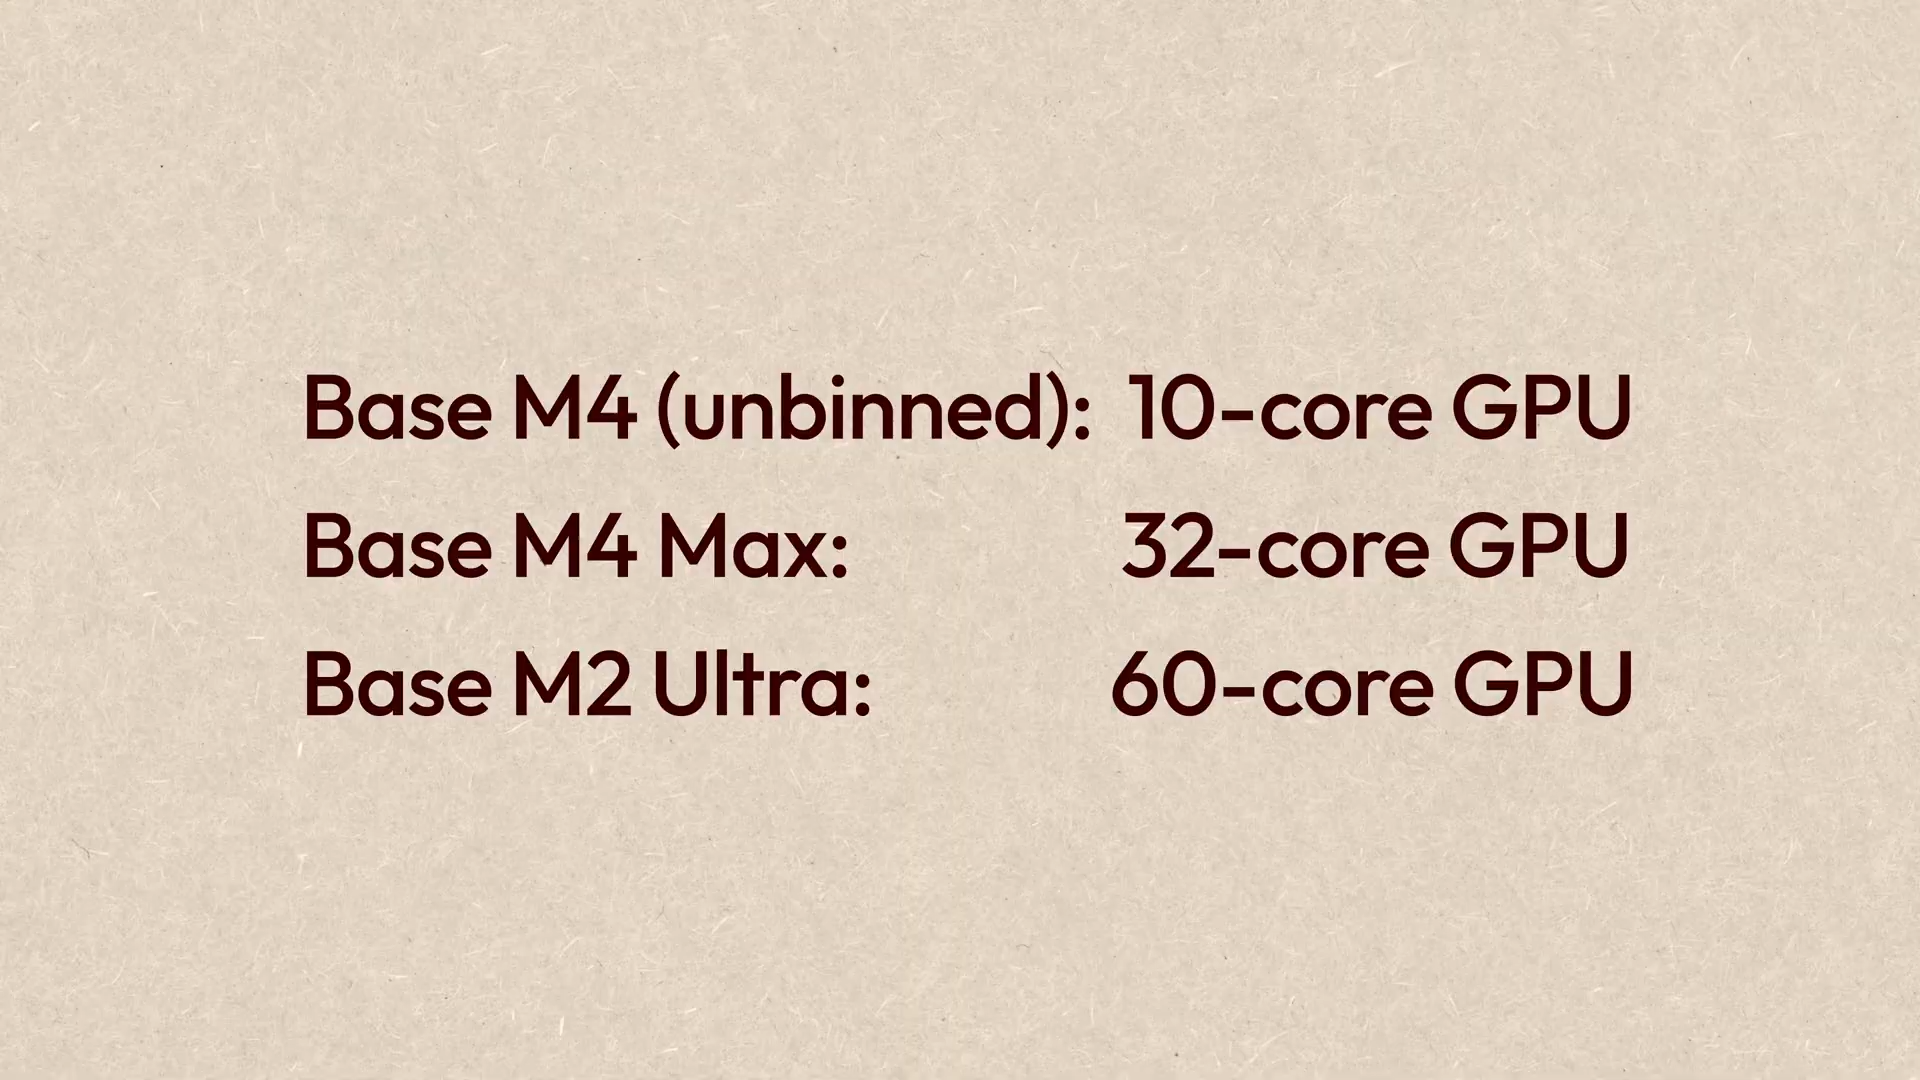 Base M4 (unbinned): 10-core GPU
Base M4 Max: 32-core GPU
Base M2 Ultra: 60-core GPU